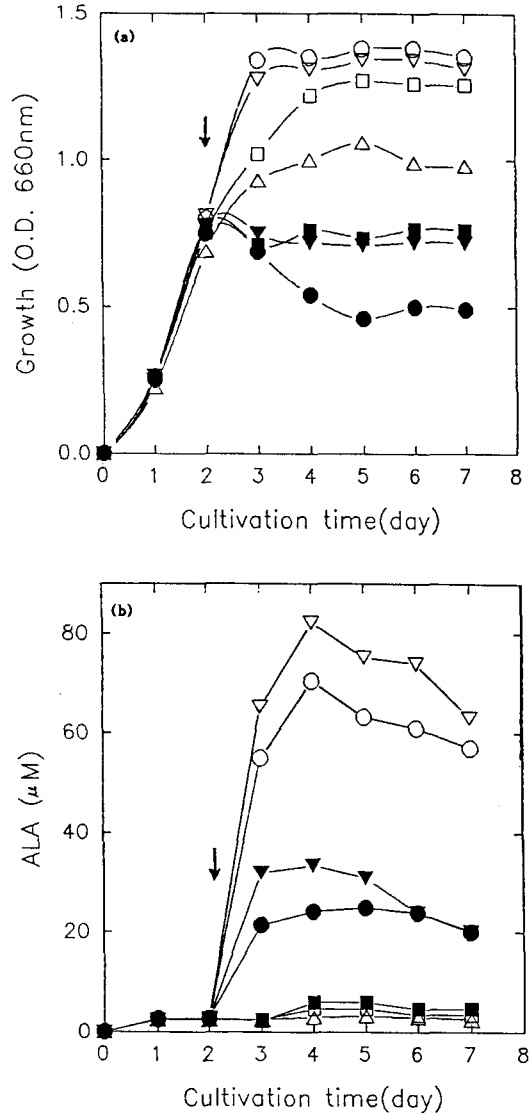 (a)
1.5
1.0
0.5
0.0
Growth (O.D. 660nm)
0 1 2 3 4 5 6 7 8
Cultivation time(day)
(b)
80
60
40
20
0
ALA (μM)
0 1 2 3 4 5 6 7 8
Cultivation time(day)